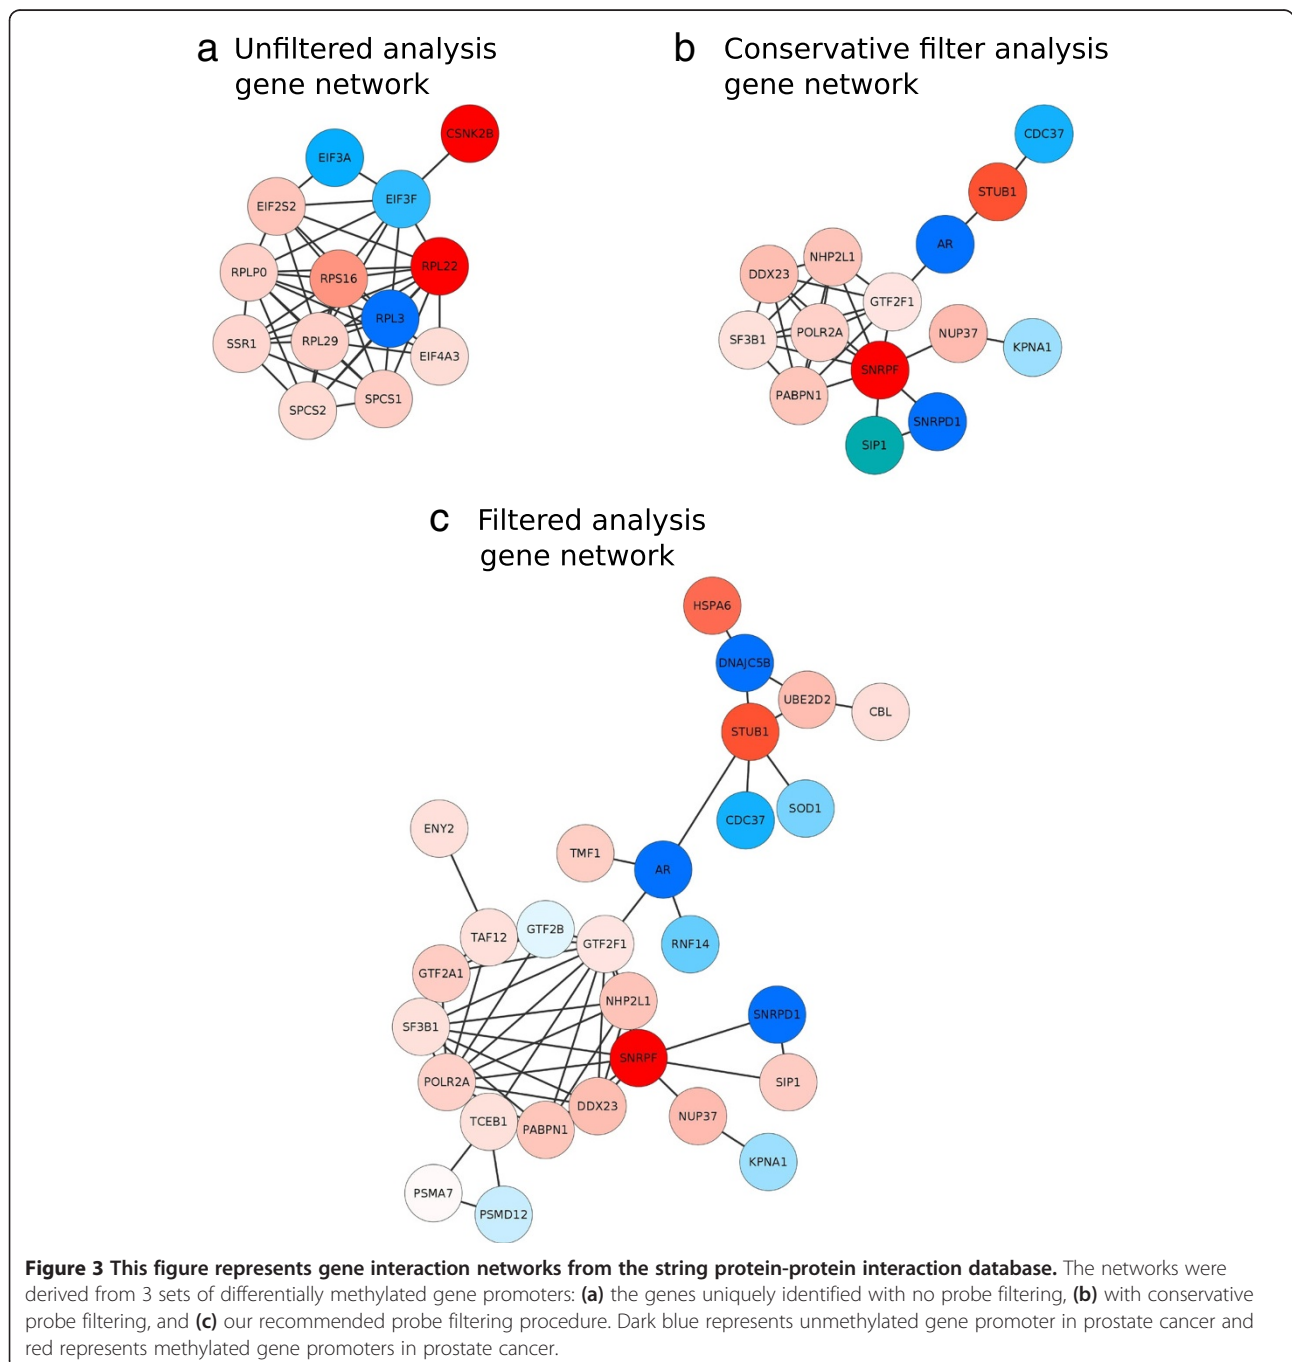 a Unfiltered analysis
gene network
CSNK2B
EIF3A
EIF3F
EIF2S2
RPL22
RPLP0
RPS16
RPL3
SSR1
RPL29
EIF4A3
SPCS2
SPCS1
b Conservative filter analysis
gene network
CDC37
STUB1
AR
NHP2L1
DDX23
GTF2F1
SF3B1
POLR2A
NUP37
KPNA1
SNRPF
PABPN1
SNRPD1
SIP1
c Filtered analysis
gene network
HSPA6
DNAJC5B
UBE2D2
CBL
STUB1
SOD1
CDC37
ENY2
TMF1
AR
TAF12
GTF2B
GTF2F1
RNF14
GTF2A1
NHP2L1
SNRPD1
SF3B1
SNRPF
POLR2A
SIP1
DDX23
TCEB1
PABPN1
NUP37
KPNA1
PSMA7
PSMD12
Figure 3 This figure represents gene interaction networks from the string protein-protein interaction database. The networks were
derived from 3 sets of differentially methylated gene promoters: (a) the genes uniquely identified with no probe filtering, (b) with conservative
probe filtering, and (c) our recommended probe filtering procedure. Dark blue represents unmethylated gene promoter in prostate cancer and
red represents methylated gene promoters in prostate cancer.